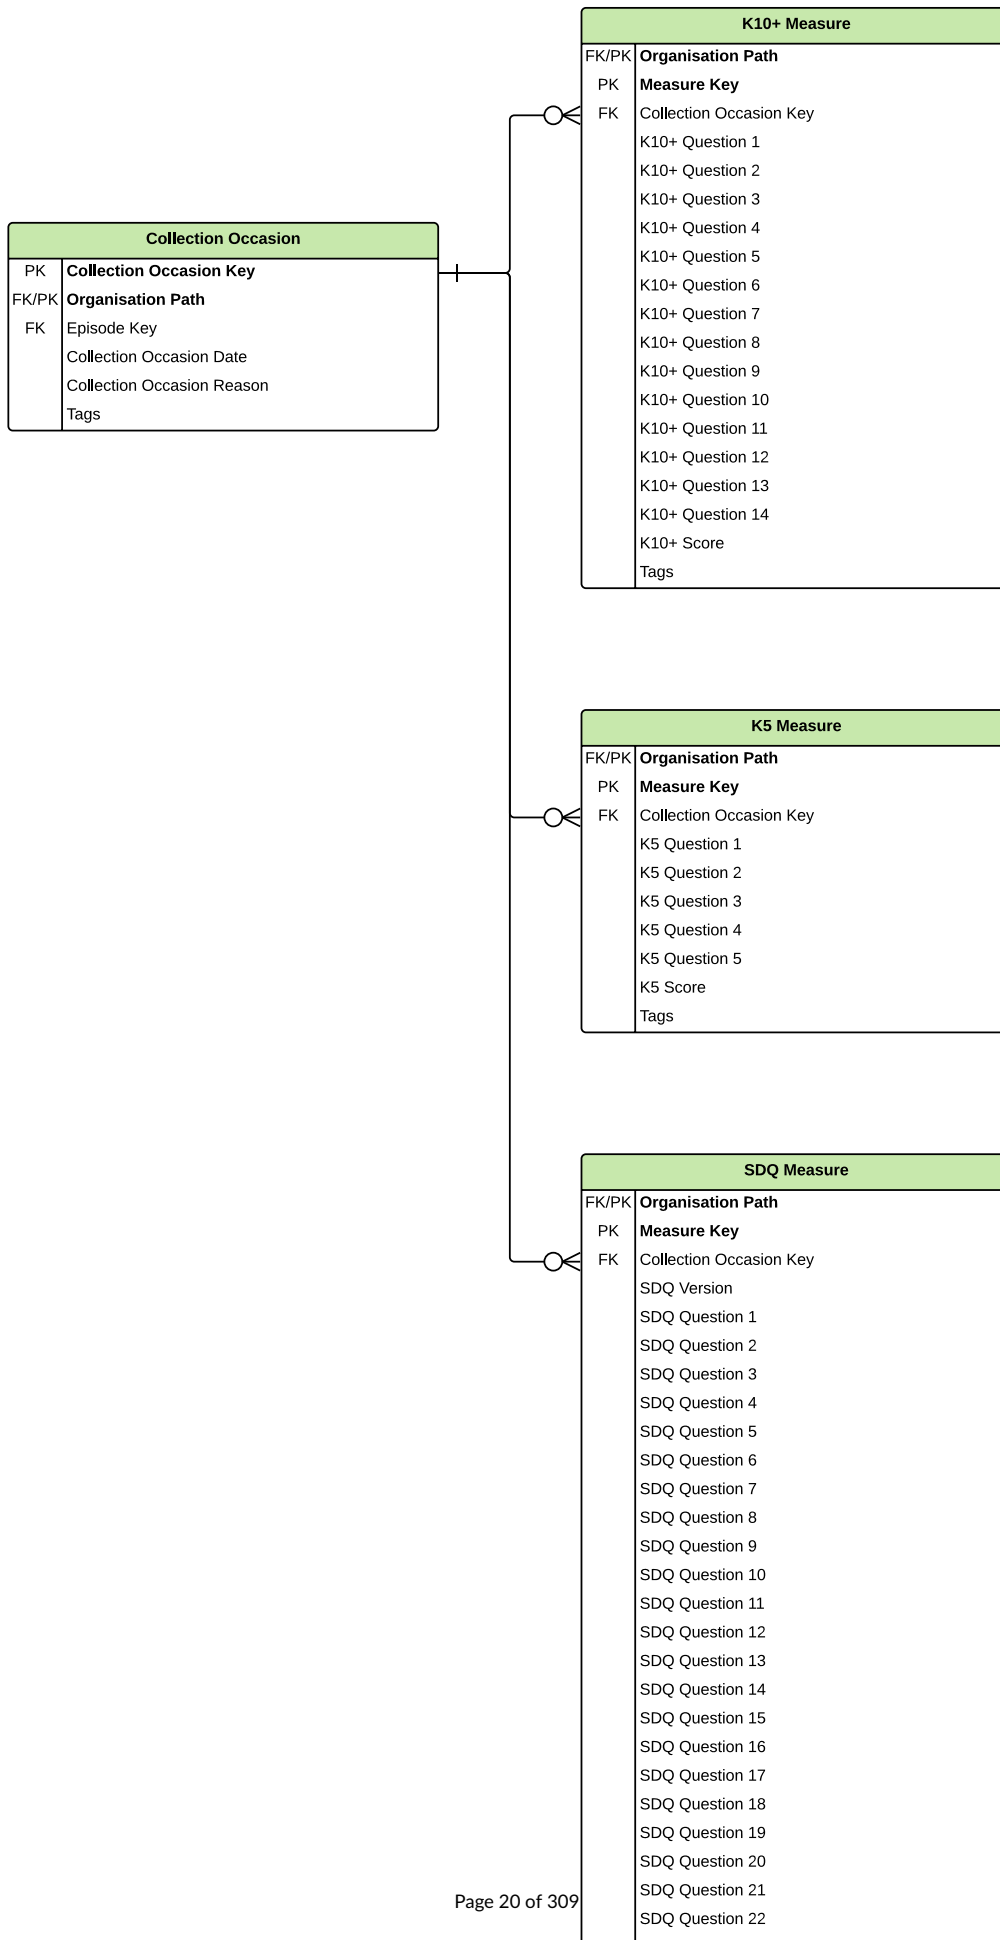 K10+ Measure
FK/PK Organisation Path
PK Measure Key
FK Collection Occasion Key
K10+ Question 1
K10+ Question 2
K10+ Question 3
K10+ Question 4
K10+ Question 5
K10+ Question 6
K10+ Question 7
K10+ Question 8
K10+ Question 9
K10+ Question 10
K10+ Question 11
K10+ Question 12
K10+ Question 13
K10+ Question 14
K10+ Score
Tags
Collection Occasion
PK Collection Occasion Key
FK/PK Organisation Path
FK Episode Key
Collection Occasion Date
Collection Occasion Reason
Tags
K5 Measure
FK/PK Organisation Path
PK Measure Key
FK Collection Occasion Key
K5 Question 1
K5 Question 2
K5 Question 3
K5 Question 4
K5 Question 5
K5 Score
Tags
SDQ Measure
FK/PK Organisation Path
PK Measure Key
FK Collection Occasion Key
SDQ Version
SDQ Question 1
SDQ Question 2
SDQ Question 3
SDQ Question 4
SDQ Question 5
SDQ Question 6
SDQ Question 7
SDQ Question 8
SDQ Question 9
SDQ Question 10
SDQ Question 11
SDQ Question 12
SDQ Question 13
SDQ Question 14
SDQ Question 15
SDQ Question 16
SDQ Question 17
SDQ Question 18
SDQ Question 19
SDQ Question 20
SDQ Question 21
SDQ Question 22
Page 20 of 309